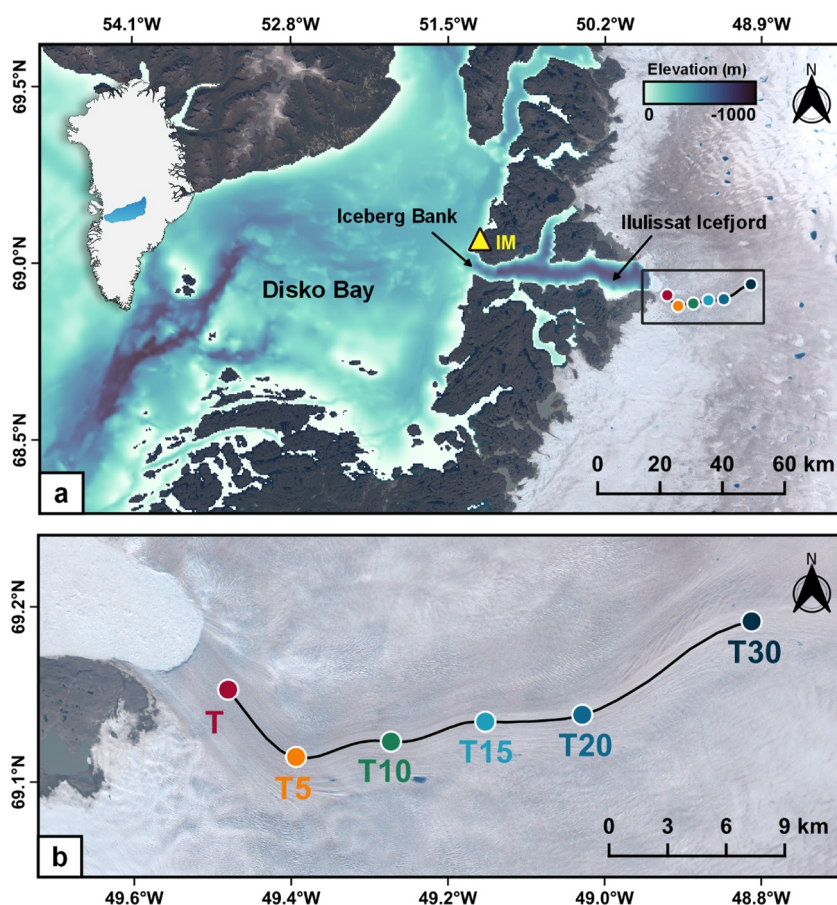 54.1°W 52.8°W 51.5°W 50.2°W 48.9°W
69.5°N
69.0°N
68.5°N
Elevation (m)
0 -1000
N
Iceberg Bank
Ilulissat Icefjord
IM
Disko Bay
0 20 40 60 km
a
69.2°N
69.1°N
N
T
T5
T10
T15
T20
T30
0 3 6 9 km
b
49.6°W 49.4°W 49.2°W 49.0°W 48.8°W